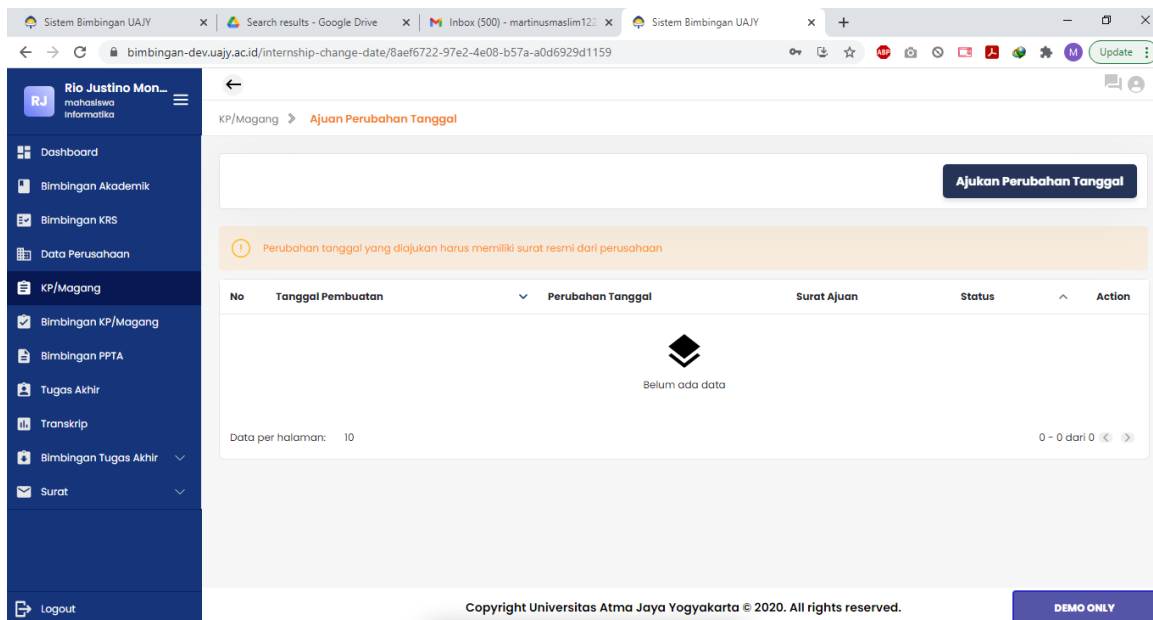 Sistem Bimbingan UAJY
Search results - Google Drive
Inbox (500) - martinusmaslim122
Sistem Bimbingan UAJY
bimbingan-dev.uajy.ac.id/internship-change-date/8aef6722-97e2-4e08-b57a-a0d6929d1159
ABP
M
Update
RJ
Rio Justino Mon...
mahasiswa
Informatika
KP/Magang
Ajuan Perubahan Tanggal
Dashboard
Bimbingan Akademik
Bimbingan KRS
Data Perusahaan
KP/Magang
Bimbingan KP/Magang
Bimbingan PPTA
Tugas Akhir
Transkrip
Bimbingan Tugas Akhir
Surat
Logout
Ajukan Perubahan Tanggal
Perubahan tanggal yang diajukan harus memiliki surat resmi dari perusahaan
No Tanggal Pembuatan Perubahan Tanggal Surat Ajuan Status Action
Belum ada data
Data per halaman: 10
0 - 0 dari 0
Copyright Universitas Atma Jaya Yogyakarta © 2020. All rights reserved.
DEMO ONLY